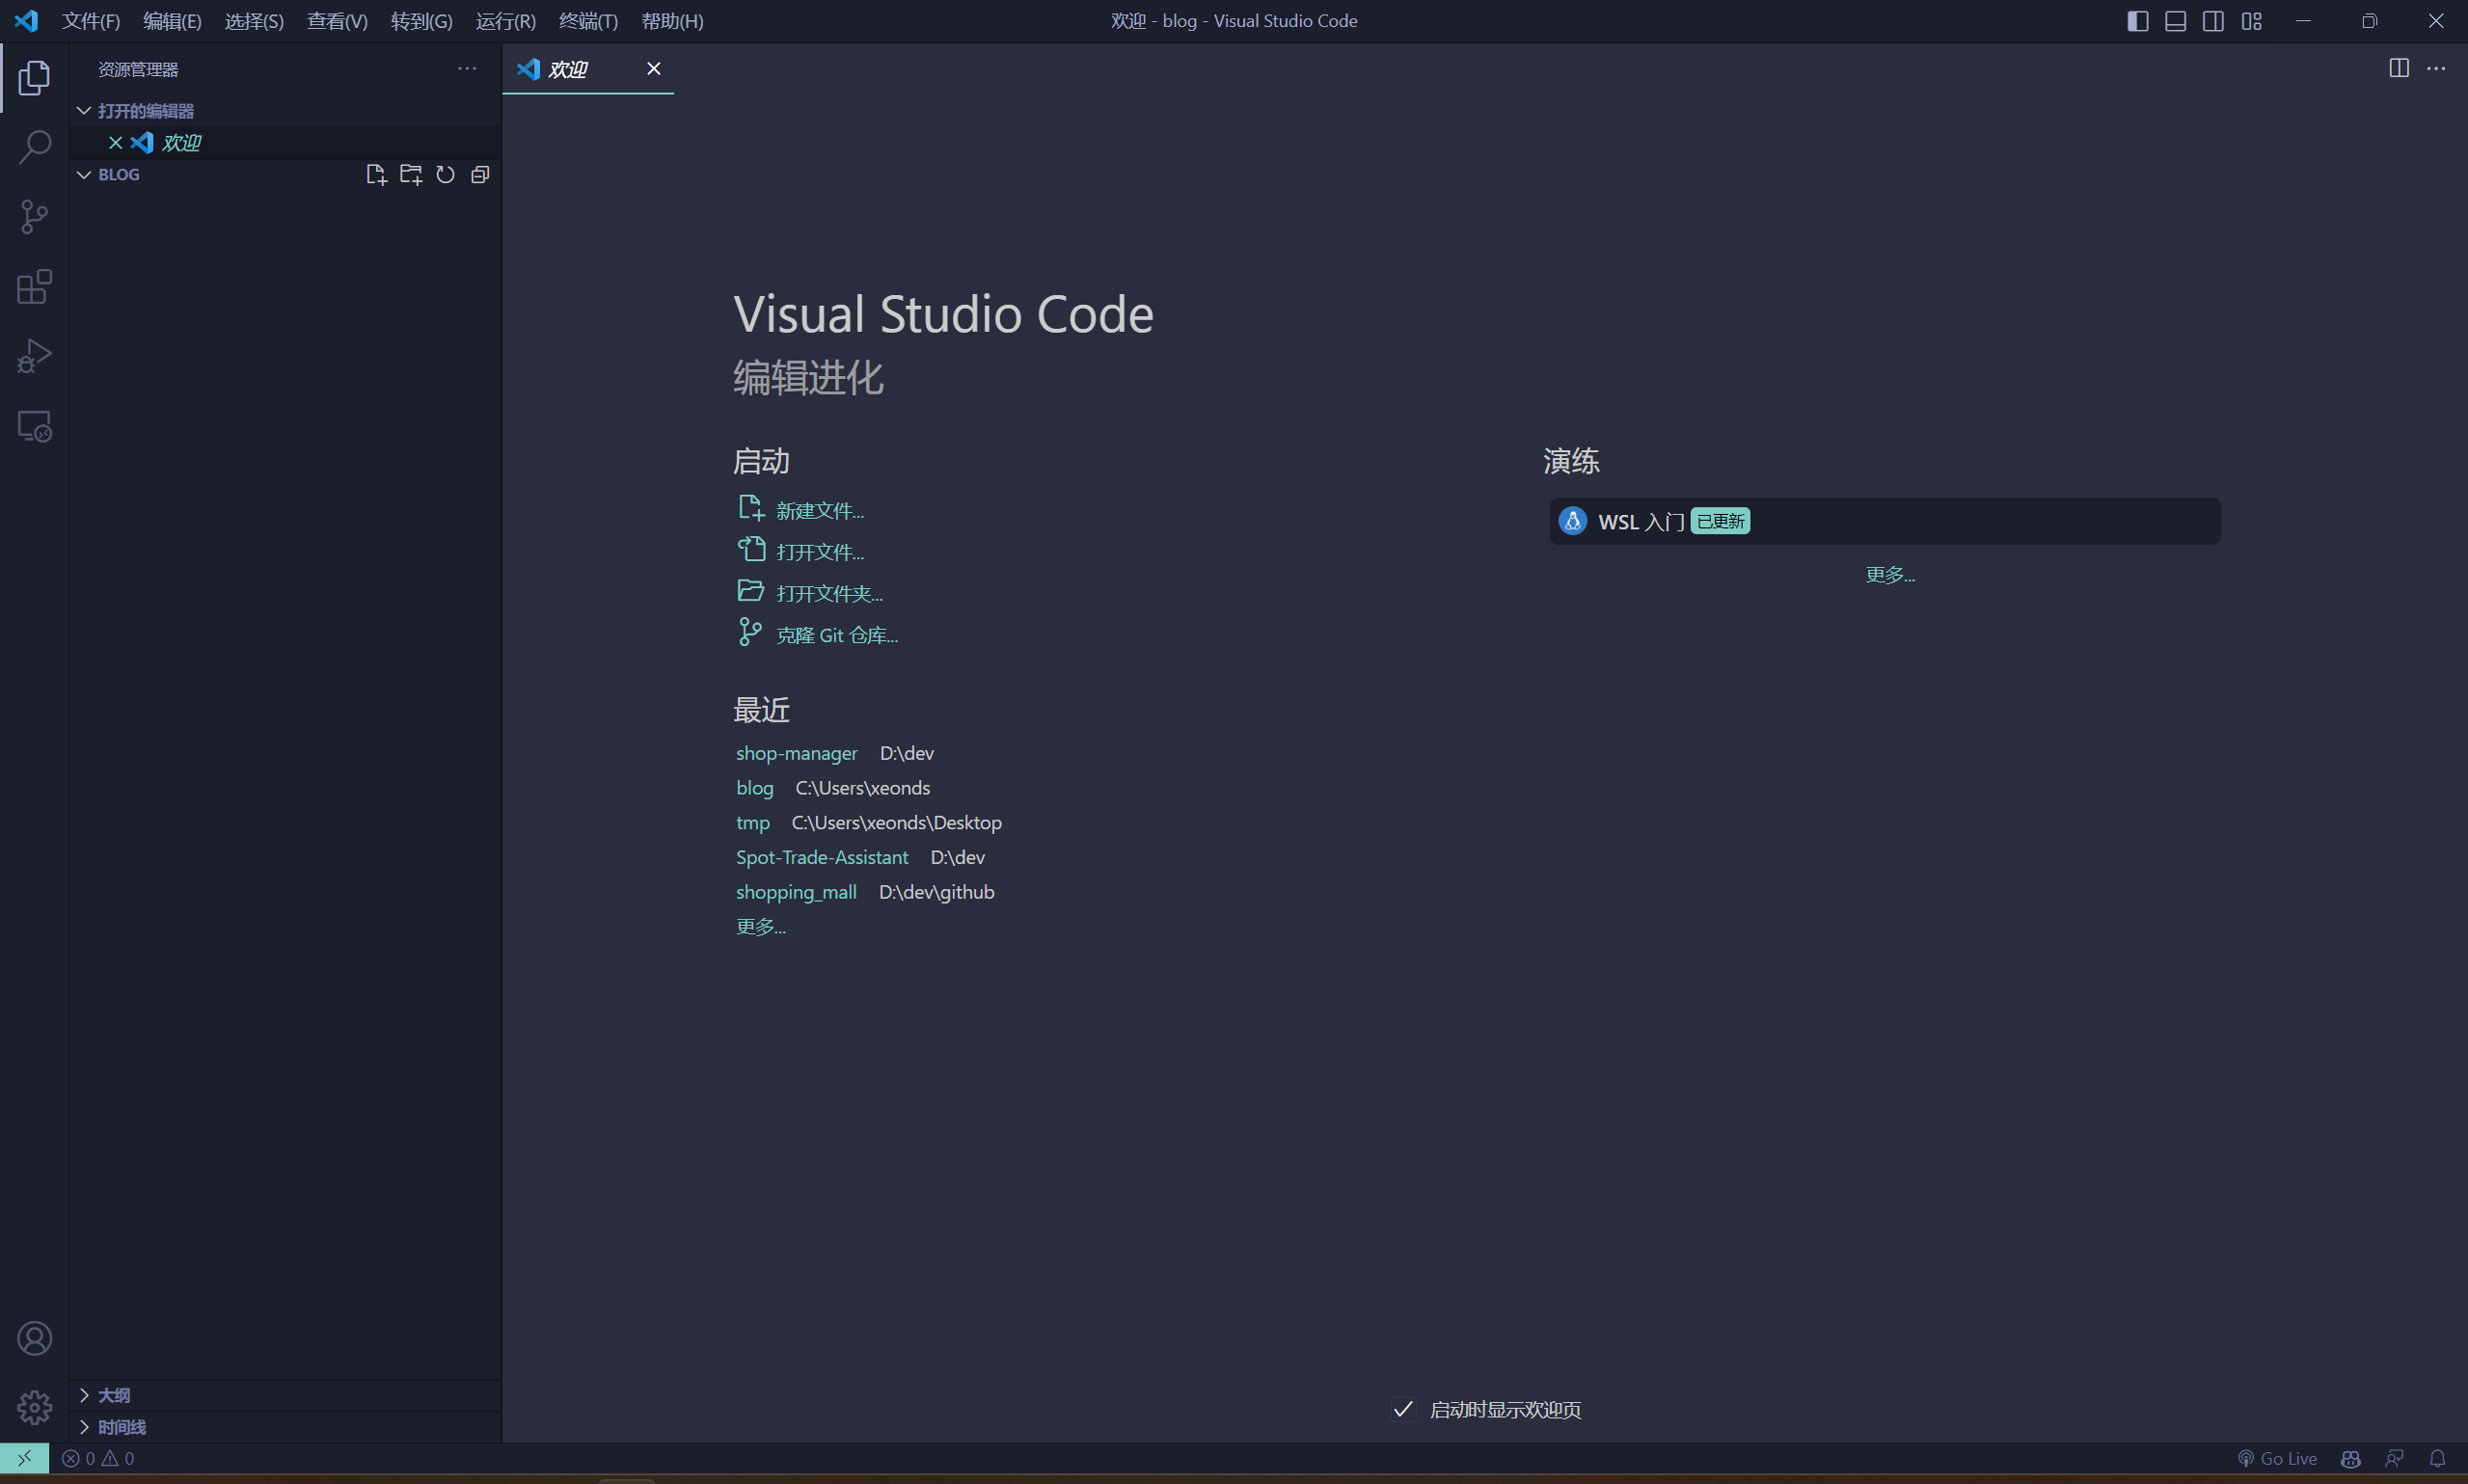 文件(F) 编辑(E) 选择(S) 查看(V) 转到(G) 运行(R) 终端(T) 帮助(H)
欢迎 - blog - Visual Studio Code
资源管理器
打开的编辑器
欢迎
BLOG
大纲
时间线
欢迎
Visual Studio Code
编辑进化
启动
新建文件...
打开文件...
打开文件夹...
克隆 Git 仓库...
最近
shop-manager D:\dev
blog C:\Users\xeonds
tmp C:\Users\xeonds\Desktop
Spot-Trade-Assistant D:\dev
shopping_mall D:\dev\github
更多...
演练
WSL 入门 已更新
更多...
启动时显示欢迎页
0 0
Go Live